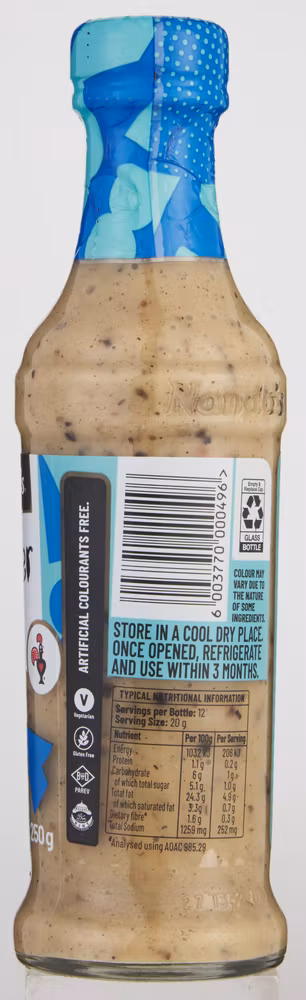 Nando's
er
250g
ARTIFICIAL COLOURANTS FREE.
V
Vegetarian
Gluten Free
PAREV
6 003770 000496 >
Empty &
Replace Cap
GLASS
BOTTLE
COLOUR MAY
VARY DUE TO
THE NATURE
OF SOME
INGREDIENTS.
STORE IN A COOL DRY PLACE.
ONCE OPENED, REFRIGERATE
AND USE WITHIN 3 MONTHS.
TYPICAL NUTRITIONAL INFORMATION
Servings per Bottle: 12
Serving Size: 20 g
Nutrient Per 100g Per Serving
Energy 1032 kJ 206 kJ
Protein 1.1 g 0.2 g
Carbohydrate 6 g 1 g
of which total sugar 5.1 g 1.0 g
Total fat 24.3 g 4.9 g
of which saturated fat 3.3 g 0.7 g
Dietary fibre* 1.6 g 0.3 g
Total Sodium 1259 mg 252 mg
*Analysed using AOAC 985.29